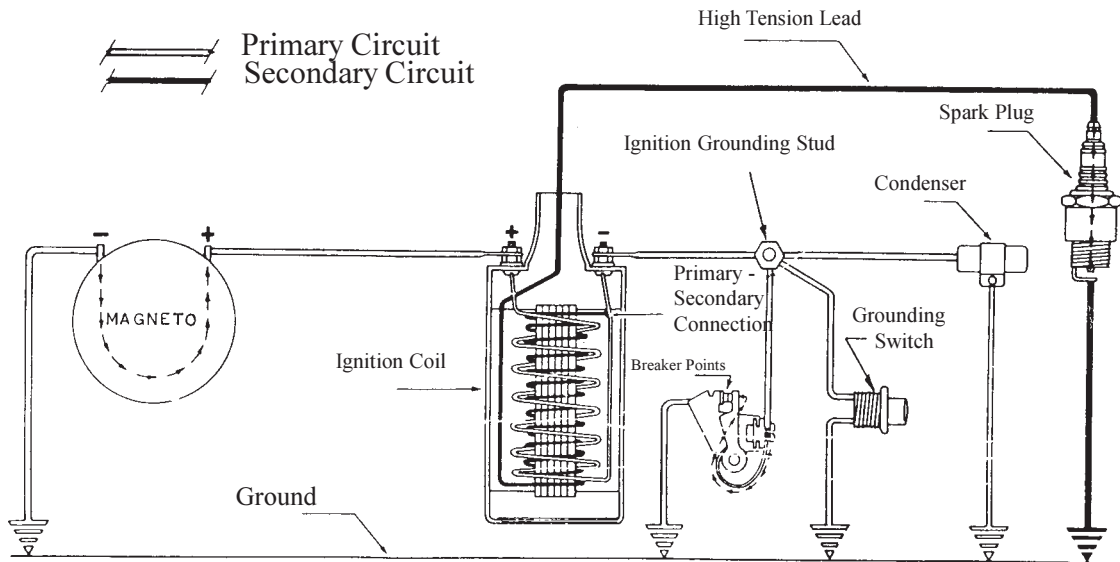 High Tension Lead
Primary Circuit
Secondary Circuit
Spark Plug
Ignition Grounding Stud
Condenser
+
-
-
+
Primary -
Secondary
Connection
MAGNETO
Grounding
Switch
Ignition Coil
Breaker Points
Ground